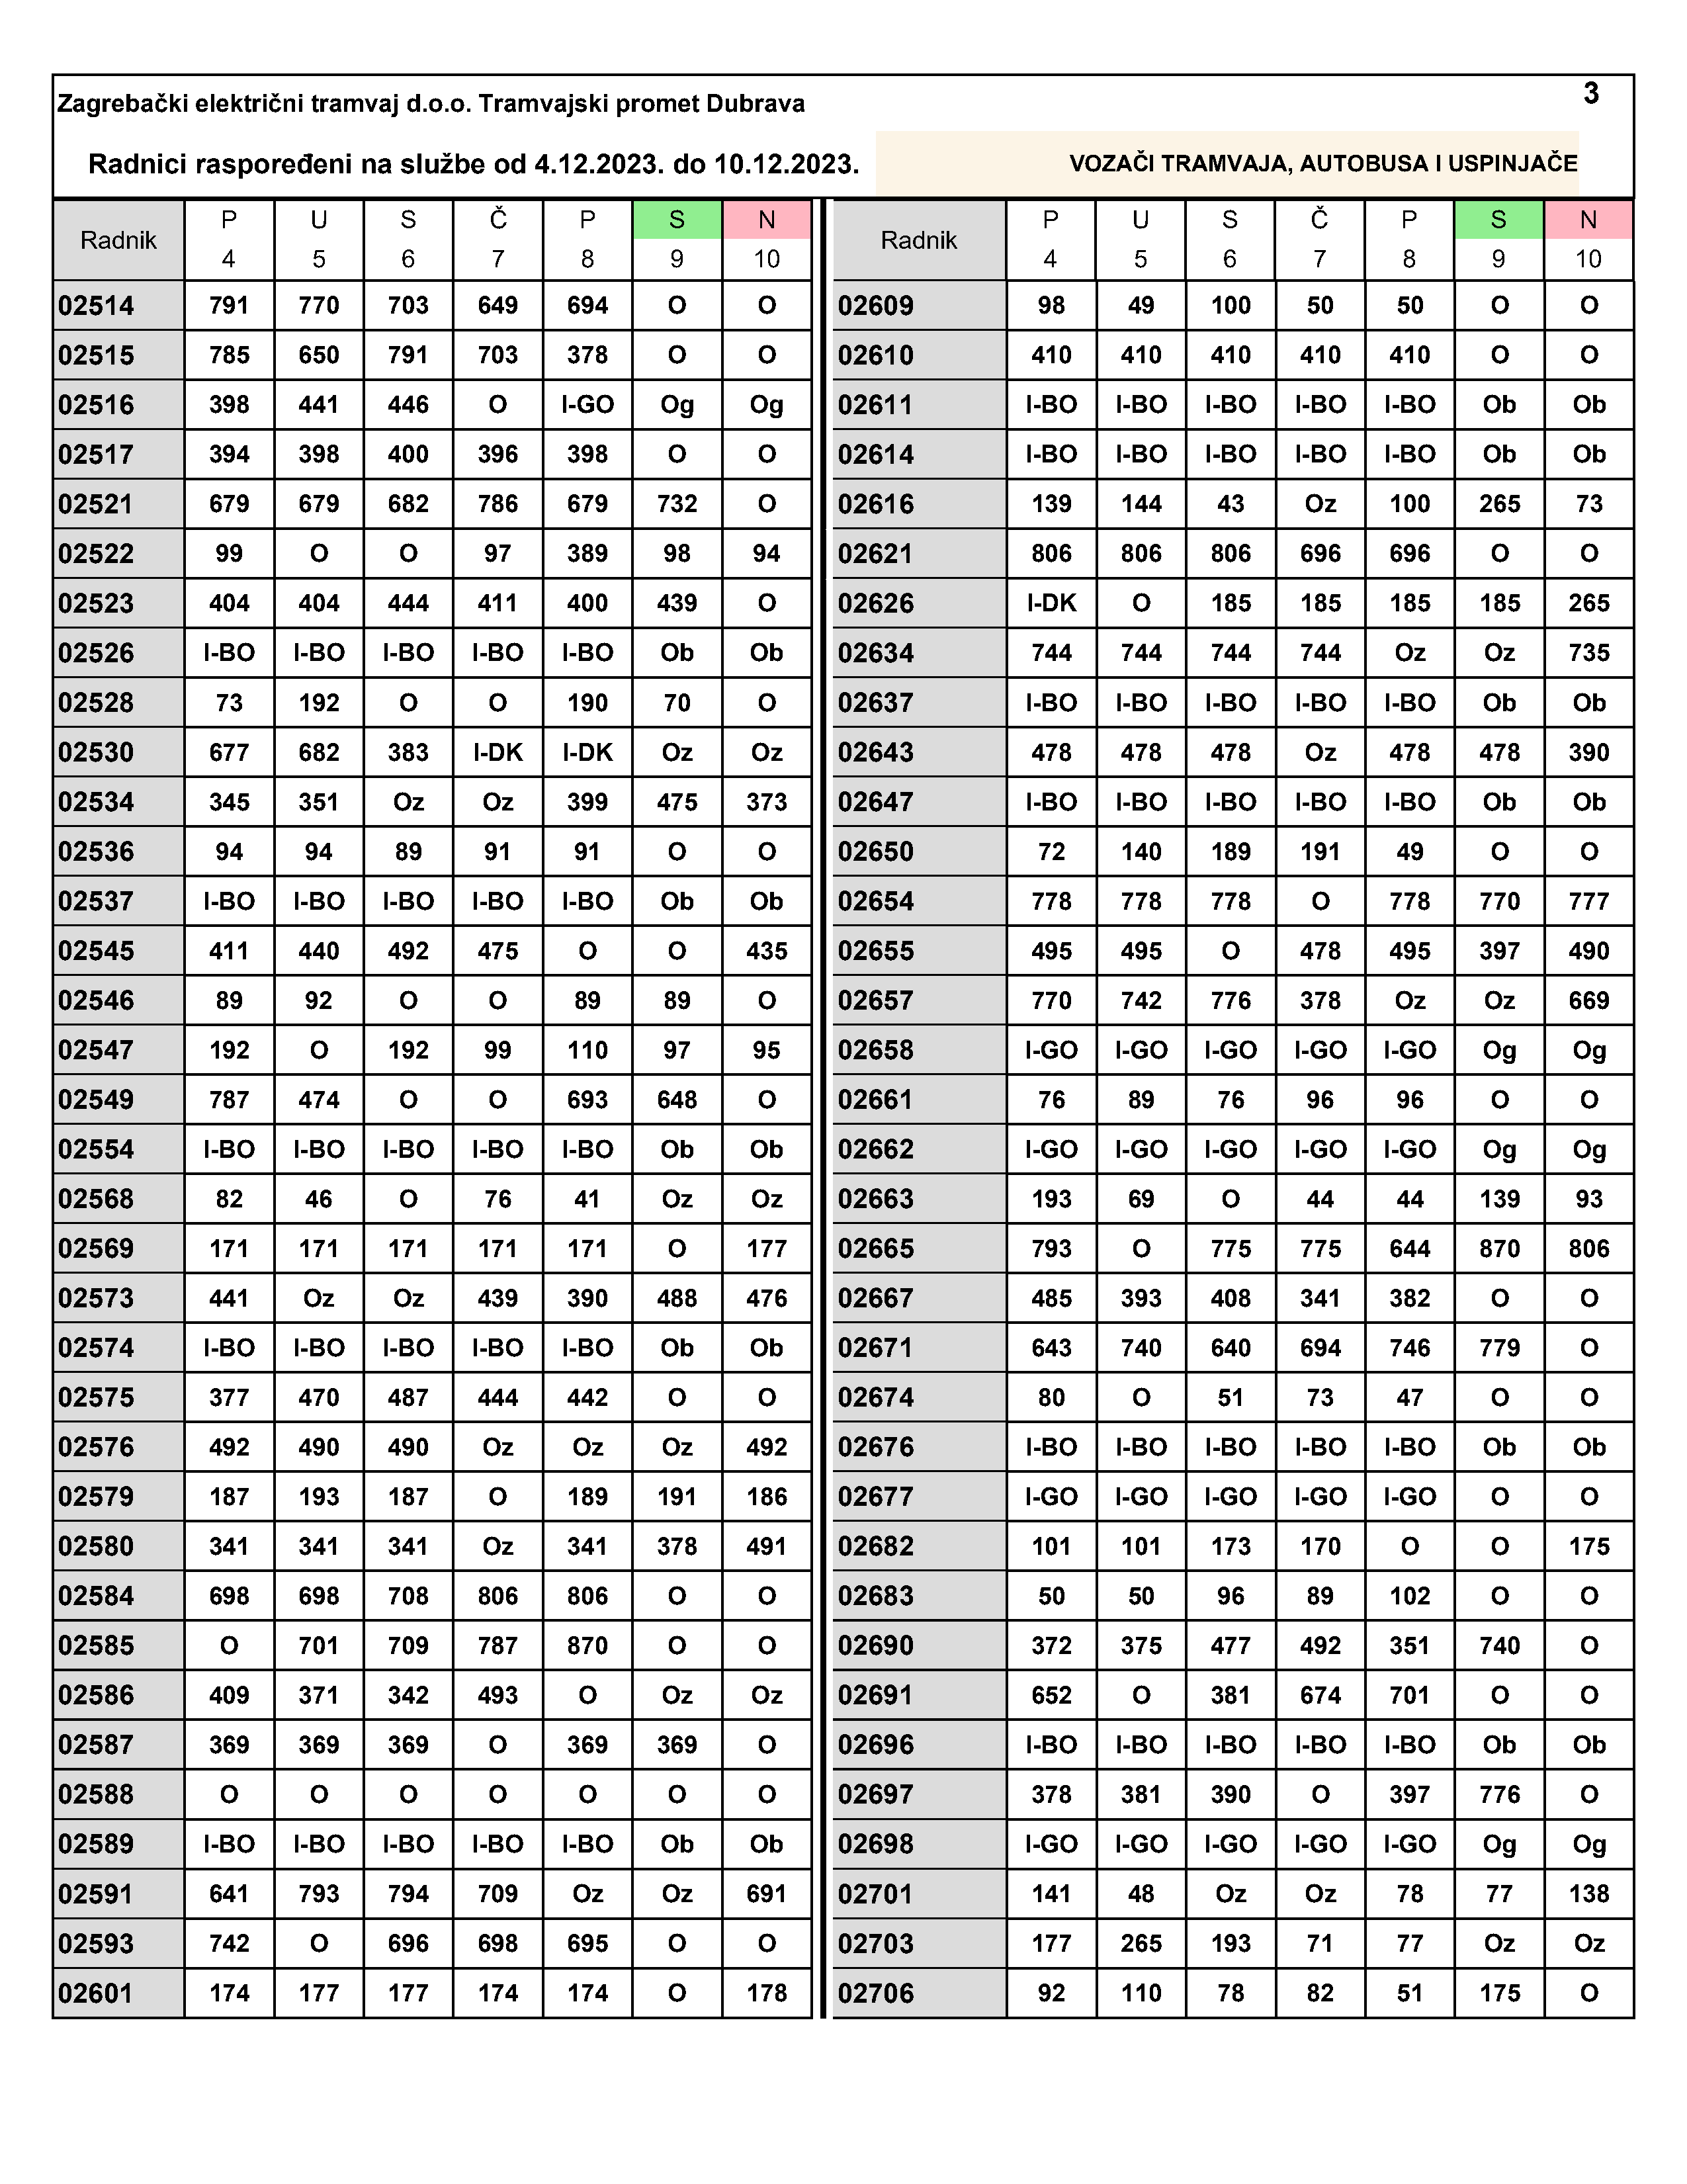 3
Zagrebački električni tramvaj d.o.o. Tramvajski promet Dubrava
Radnici raspoređeni na službe od 4.12.2023. do 10.12.2023. VOZAČI TRAMVAJA, AUTOBUSA I USPINJAČE
Radnik P U S Č P S N Radnik P U S Č P S N
4 5 6 7 8 9 10 4 5 6 7 8 9 10
02514 791 770 703 649 694 O O 02609 98 49 100 50 50 O O
02515 785 650 791 703 378 O O 02610 410 410 410 410 410 O O
02516 398 441 446 O I-GO Og Og 02611 I-BO I-BO I-BO I-BO I-BO Ob Ob
02517 394 398 400 396 398 O O 02614 I-BO I-BO I-BO I-BO I-BO Ob Ob
02521 679 679 682 786 679 732 O 02616 139 144 43 Oz 100 265 73
02522 99 O O 97 389 98 94 02621 806 806 806 696 696 O O
02523 404 404 444 411 400 439 O 02626 I-DK O 185 185 185 185 265
02526 I-BO I-BO I-BO I-BO I-BO Ob Ob 02634 744 744 744 744 Oz Oz 735
02528 73 192 O O 190 70 O 02637 I-BO I-BO I-BO I-BO I-BO Ob Ob
02530 677 682 383 I-DK I-DK Oz Oz 02643 478 478 478 Oz 478 478 390
02534 345 351 Oz Oz 399 475 373 02647 I-BO I-BO I-BO I-BO I-BO Ob Ob
02536 94 94 89 91 91 O O 02650 72 140 189 191 49 O O
02537 I-BO I-BO I-BO I-BO I-BO Ob Ob 02654 778 778 778 O 778 770 777
02545 411 440 492 475 O O 435 02655 495 495 O 478 495 397 490
02546 89 92 O O 89 89 O 02657 770 742 776 378 Oz Oz 669
02547 192 O 192 99 110 97 95 02658 I-GO I-GO I-GO I-GO I-GO Og Og
02549 787 474 O O 693 648 O 02661 76 89 76 96 96 O O
02554 I-BO I-BO I-BO I-BO I-BO Ob Ob 02662 I-GO I-GO I-GO I-GO I-GO Og Og
02568 82 46 O 76 41 Oz Oz 02663 193 69 O 44 44 139 93
02569 171 171 171 171 171 O 177 02665 793 O 775 775 644 870 806
02573 441 Oz Oz 439 390 488 476 02667 485 393 408 341 382 O O
02574 I-BO I-BO I-BO I-BO I-BO Ob Ob 02671 643 740 640 694 746 779 O
02575 377 470 487 444 442 O O 02674 80 O 51 73 47 O O
02576 492 490 490 Oz Oz Oz 492 02676 I-BO I-BO I-BO I-BO I-BO Ob Ob
02579 187 193 187 O 189 191 186 02677 I-GO I-GO I-GO I-GO I-GO O O
02580 341 341 341 Oz 341 378 491 02682 101 101 173 170 O O 175
02584 698 698 708 806 806 O O 02683 50 50 96 89 102 O O
02585 O 701 709 787 870 O O 02690 372 375 477 492 351 740 O
02586 409 371 342 493 O Oz Oz 02691 652 O 381 674 701 O O
02587 369 369 369 O 369 369 O 02696 I-BO I-BO I-BO I-BO I-BO Ob Ob
02588 O O O O O O O 02697 378 381 390 O 397 776 O
02589 I-BO I-BO I-BO I-BO I-BO Ob Ob 02698 I-GO I-GO I-GO I-GO I-GO Og Og
02591 641 793 794 709 Oz Oz 691 02701 141 48 Oz Oz 78 77 138
02593 742 O 696 698 695 O O 02703 177 265 193 71 77 Oz Oz
02601 174 177 177 174 174 O 178 02706 92 110 78 82 51 175 O